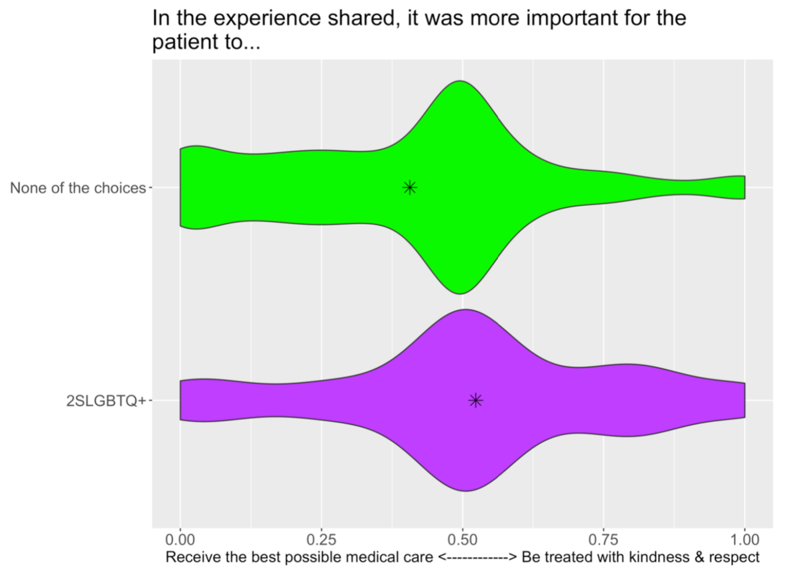 In the experience shared, it was more important for the
patient to...
None of the choices
2SLGBTQ+
0.00 0.25 0.50 0.75 1.00
Receive the best possible medical care <------------> Be treated with kindness & respect